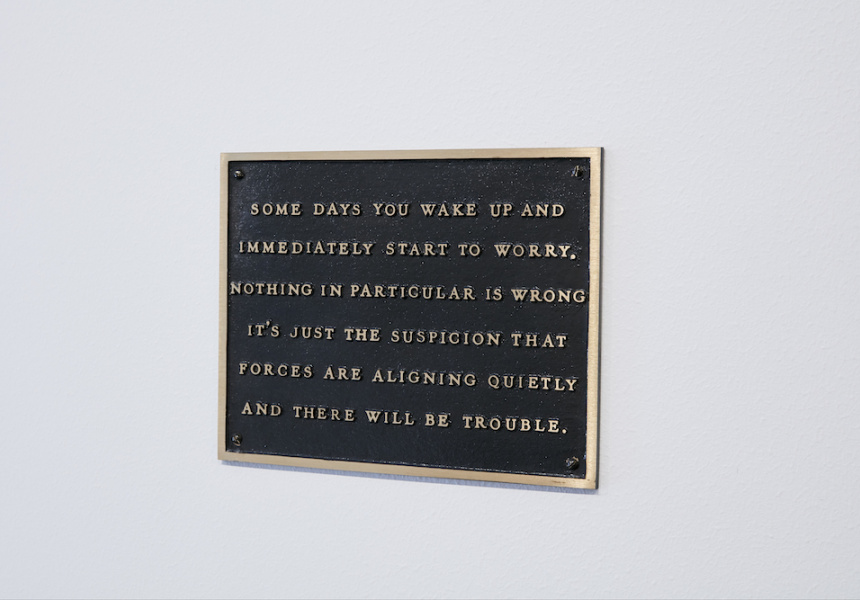 SOME DAYS YOU WAKE UP AND
IMMEDIATELY START TO WORRY.
NOTHING IN PARTICULAR IS WRONG
IT'S JUST THE SUSPICION THAT
FORCES ARE ALIGNING QUIETLY
AND THERE WILL BE TROUBLE.